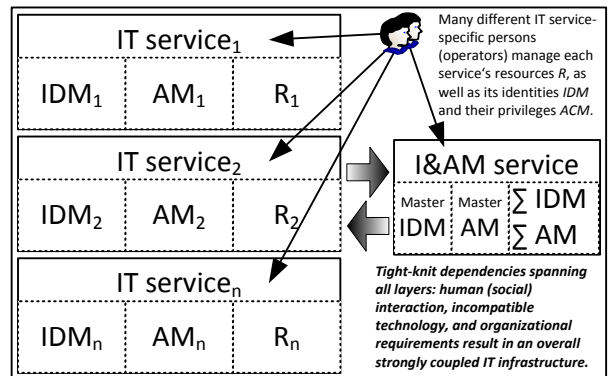 IT service₁
IDM₁ AM₁ R₁
IT service₂
IDM₂ AM₂ R₂
IT serviceₙ
IDMₙ AMₙ Rₙ
Many different IT service-
specific persons
(operators) manage each
service‘s resources R, as
well as its identities IDM
and their privileges ACM.
I&AM service
Master IDM
Master AM
∑ IDM
∑ AM
Tight-knit dependencies spanning
all layers: human (social)
interaction, incompatible
technology, and organizational
requirements result in an overall
strongly coupled IT infrastructure.